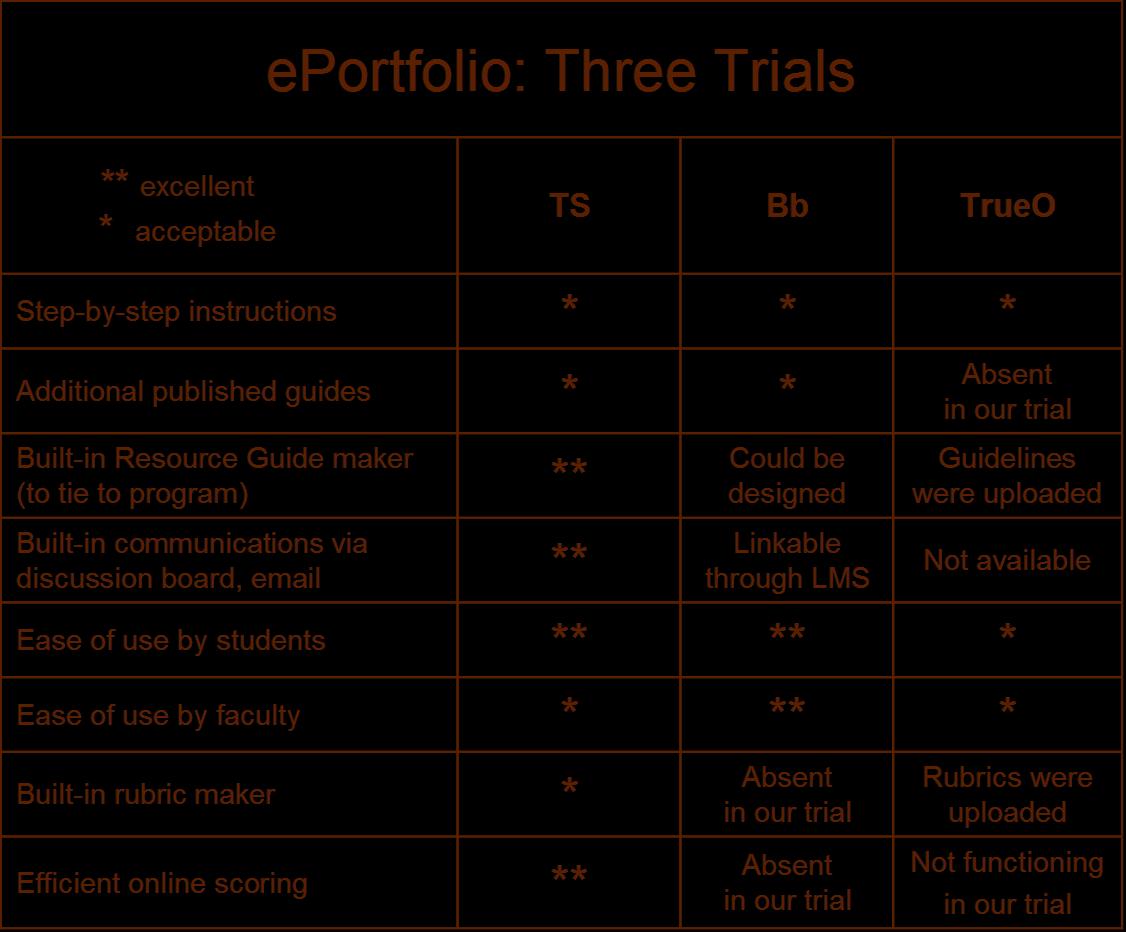 ePortfolio: Three Trials
** excellent
* acceptable
TS
Bb
TrueO
Step-by-step instructions
*
*
*
Additional published guides
*
*
Absent
in our trial
Built-in Resource Guide maker
(to tie to program)
**
Could be
designed
Guidelines
were uploaded
Built-in communications via
discussion board, email
**
Linkable
through LMS
Not available
Ease of use by students
**
**
*
Ease of use by faculty
*
**
*
Built-in rubric maker
*
Absent
in our trial
Rubrics were
uploaded
Efficient online scoring
**
Absent
in our trial
Not functioning
in our trial